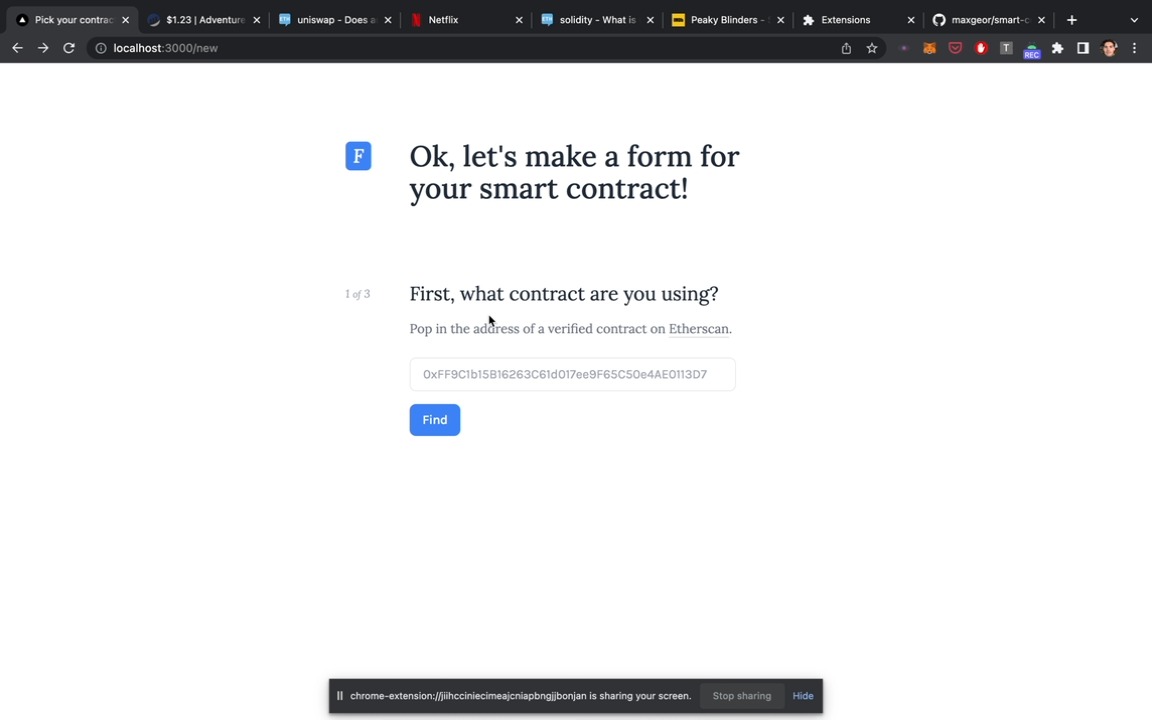 Pick your contrac
$1.23 | Adventure
uniswap - Does a
Netflix
solidity - What is
Peaky Blinders -
Extensions
maxgeor/smart-c
localhost:3000/new
T
REC
F
Ok, let's make a form for
your smart contract!
1 of 3
First, what contract are you using?
Pop in the address of a verified contract on Etherscan.
0xFF9C1b15B16263C61d017ee9F65C50e4AE0113D7
Find
chrome-extension://jiihcciniecimeajcniapbngjjbonjan is sharing your screen.
Stop sharing
Hide